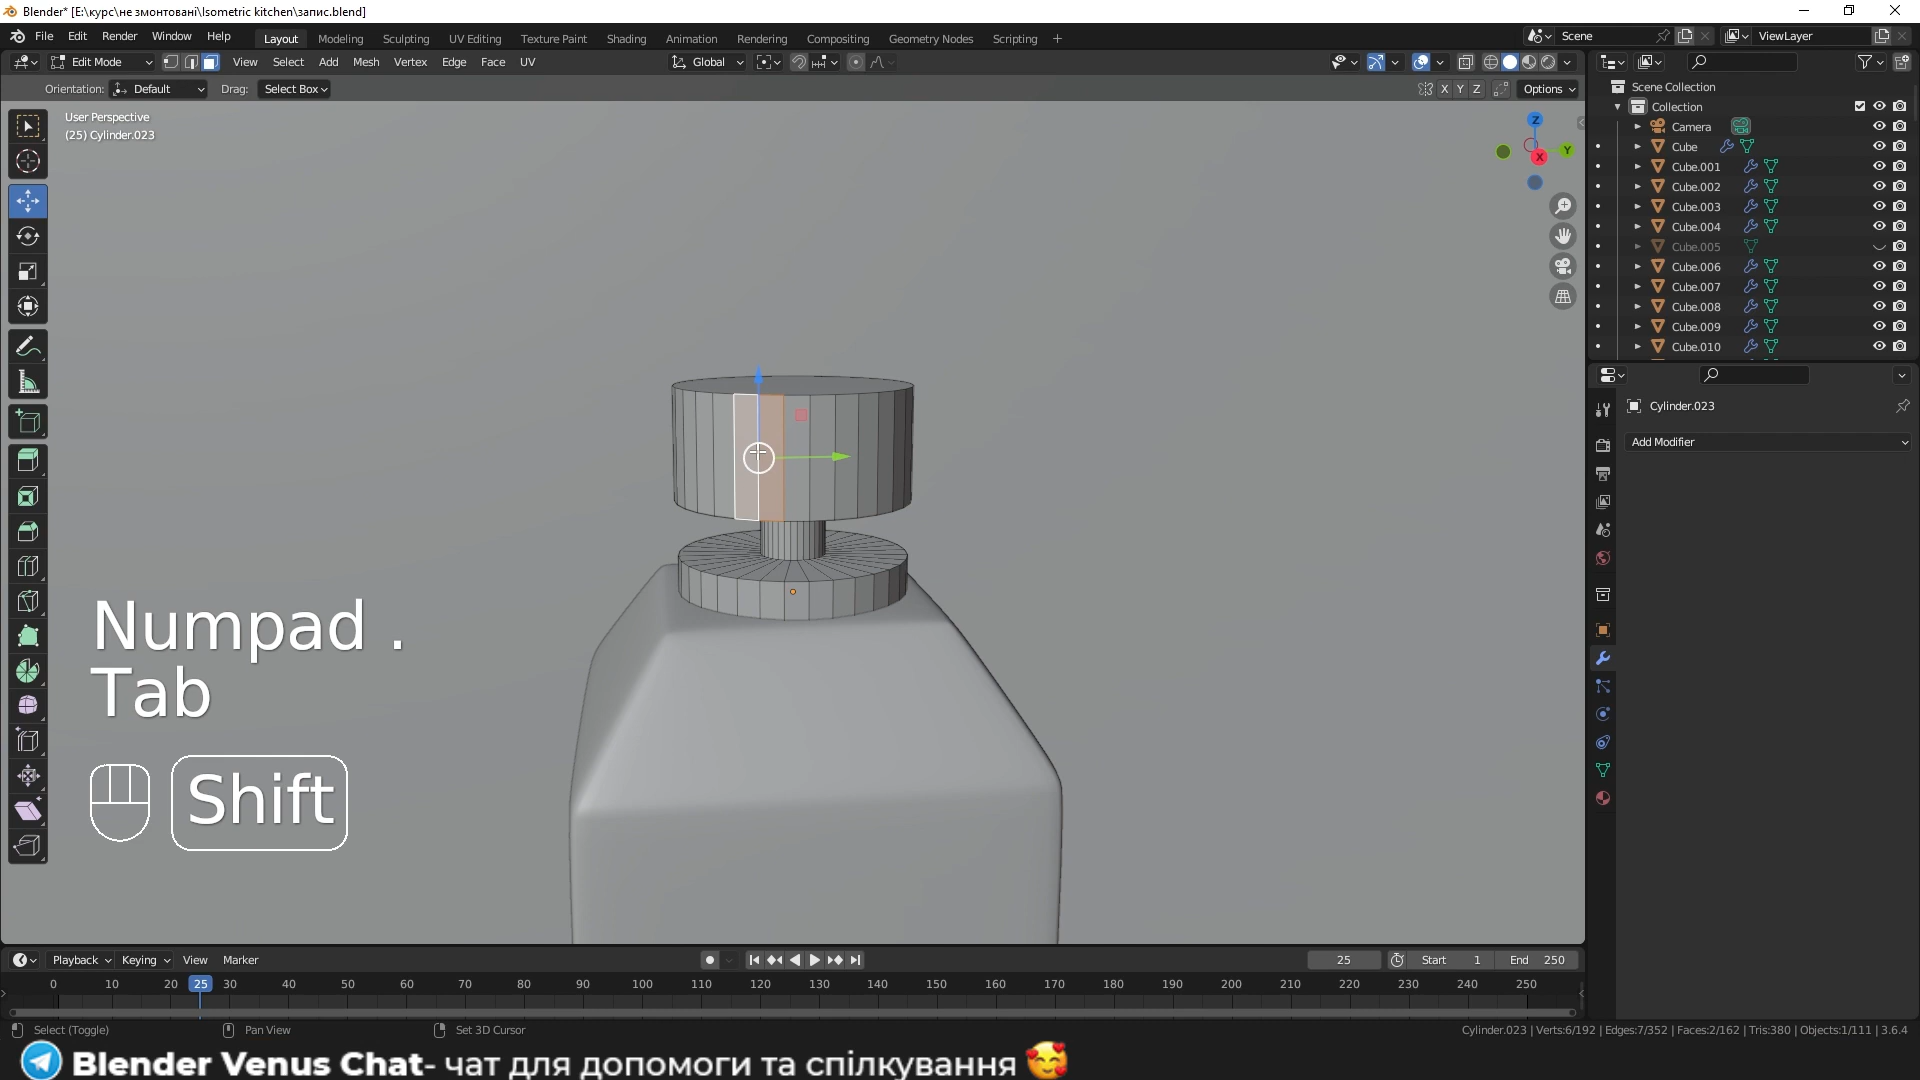 Blender* [E:\курс\не змонтовані\Isometric kitchen\запис.blend]
File Edit Render Window Help
Layout Modeling Sculpting UV Editing Texture Paint Shading Animation Rendering Compositing Geometry Nodes Scripting +
Scene
ViewLayer
Edit Mode
View Select Add Mesh Vertex Edge Face UV
Global
Orientation: Default Drag: Select Box
X Y Z
Options
User Perspective
(25) Cylinder.023
Z
Y
X
Scene Collection
Collection
Camera
Cube
Cube.001
Cube.002
Cube.003
Cube.004
Cube.005
Cube.006
Cube.007
Cube.008
Cube.009
Cube.010
Cylinder.023
Add Modifier
Numpad .
Tab
Shift
Playback Keying View Marker
25
Start 1
End 250
0 10 20 25 30 40 50 60 70 80 90 100 110 120 130 140 150 160 170 180 190 200 210 220 230 240 250
Select (Toggle)
Pan View
Set 3D Cursor
Cylinder.023 | Verts:6/192 | Edges:7/352 | Faces:2/162 | Tris:380 | Objects:1/111 | 3.6.4
Blender Venus Chat- чат для допомоги та спілкування 🥰